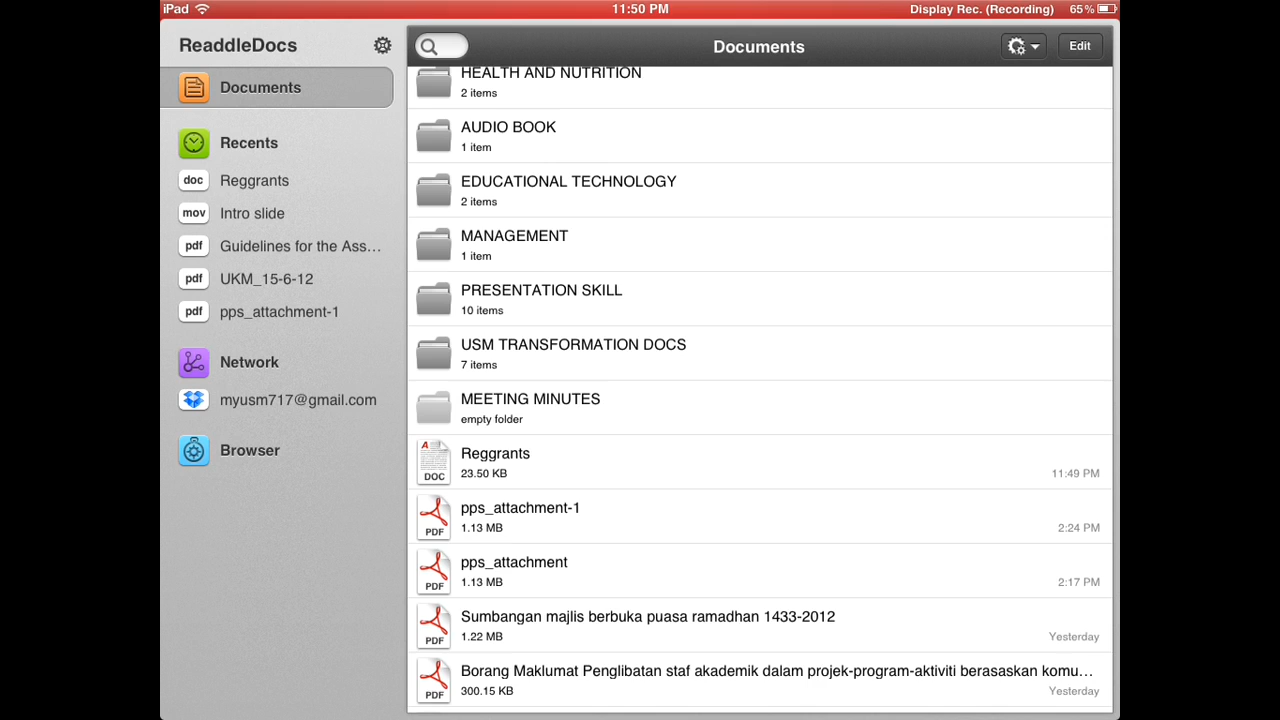 iPad
11:50 PM
Display Rec. (Recording)
65%
ReaddleDocs
Documents
Recents
doc Reggrants
mov Intro slide
pdf Guidelines for the Ass...
pdf UKM_15-6-12
pdf pps_attachment-1
Network
myusm717@gmail.com
Browser
Documents
Edit
HEALTH AND NUTRITION
2 items
AUDIO BOOK
1 item
EDUCATIONAL TECHNOLOGY
2 items
MANAGEMENT
1 item
PRESENTATION SKILL
10 items
USM TRANSFORMATION DOCS
7 items
MEETING MINUTES
empty folder
DOC
Reggrants
23.50 KB
11:49 PM
PDF
pps_attachment-1
1.13 MB
2:24 PM
PDF
pps_attachment
1.13 MB
2:17 PM
PDF
Sumbangan majlis berbuka puasa ramadhan 1433-2012
1.22 MB
Yesterday
PDF
Borang Maklumat Penglibatan staf akademik dalam projek-program-aktiviti berasaskan komu...
300.15 KB
Yesterday